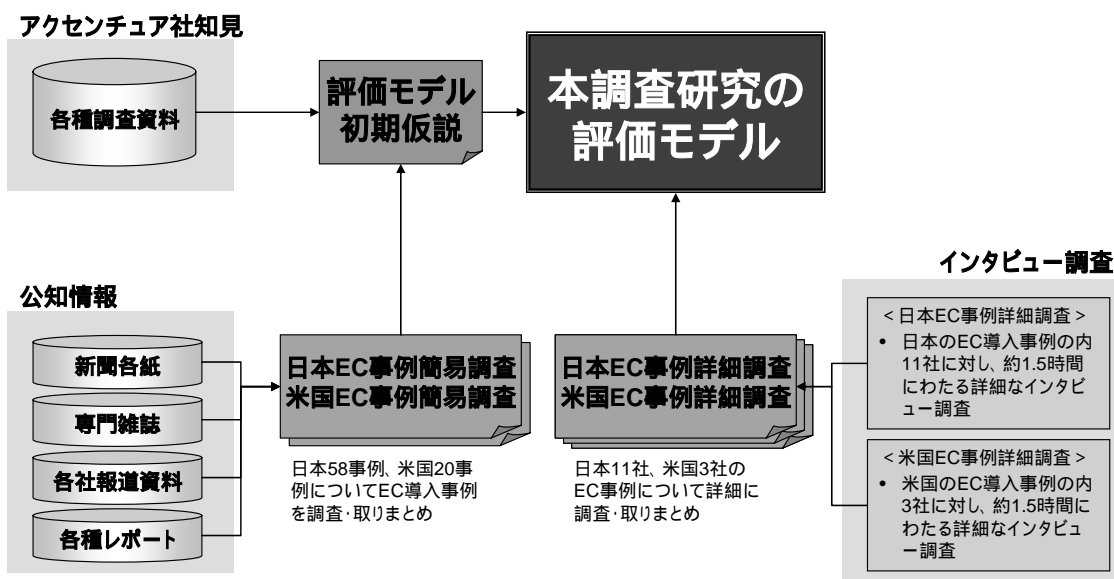 アクセンチュア社知見
各種調査資料
評価モデル
初期仮説
本調査研究の
評価モデル
公知情報
新聞各紙
専門雑誌
各社報道資料
各種レポート
日本EC事例簡易調査
米国EC事例簡易調査
日本58事例、米国20事
例についてEC導入事例
を調査・取りまとめ
日本EC事例詳細調査
米国EC事例詳細調査
日本11社、米国3社の
EC事例について詳細に
調査・取りまとめ
インタビュー調査
<日本EC事例詳細調査>
• 日本のEC導入事例の内
11社に対し、約1.5時間
にわたる詳細なインタビ
ュー調査
<米国EC事例詳細調査>
• 米国のEC導入事例の内
3社に対し、約1.5時間に
わたる詳細なインタビュ
ー調査